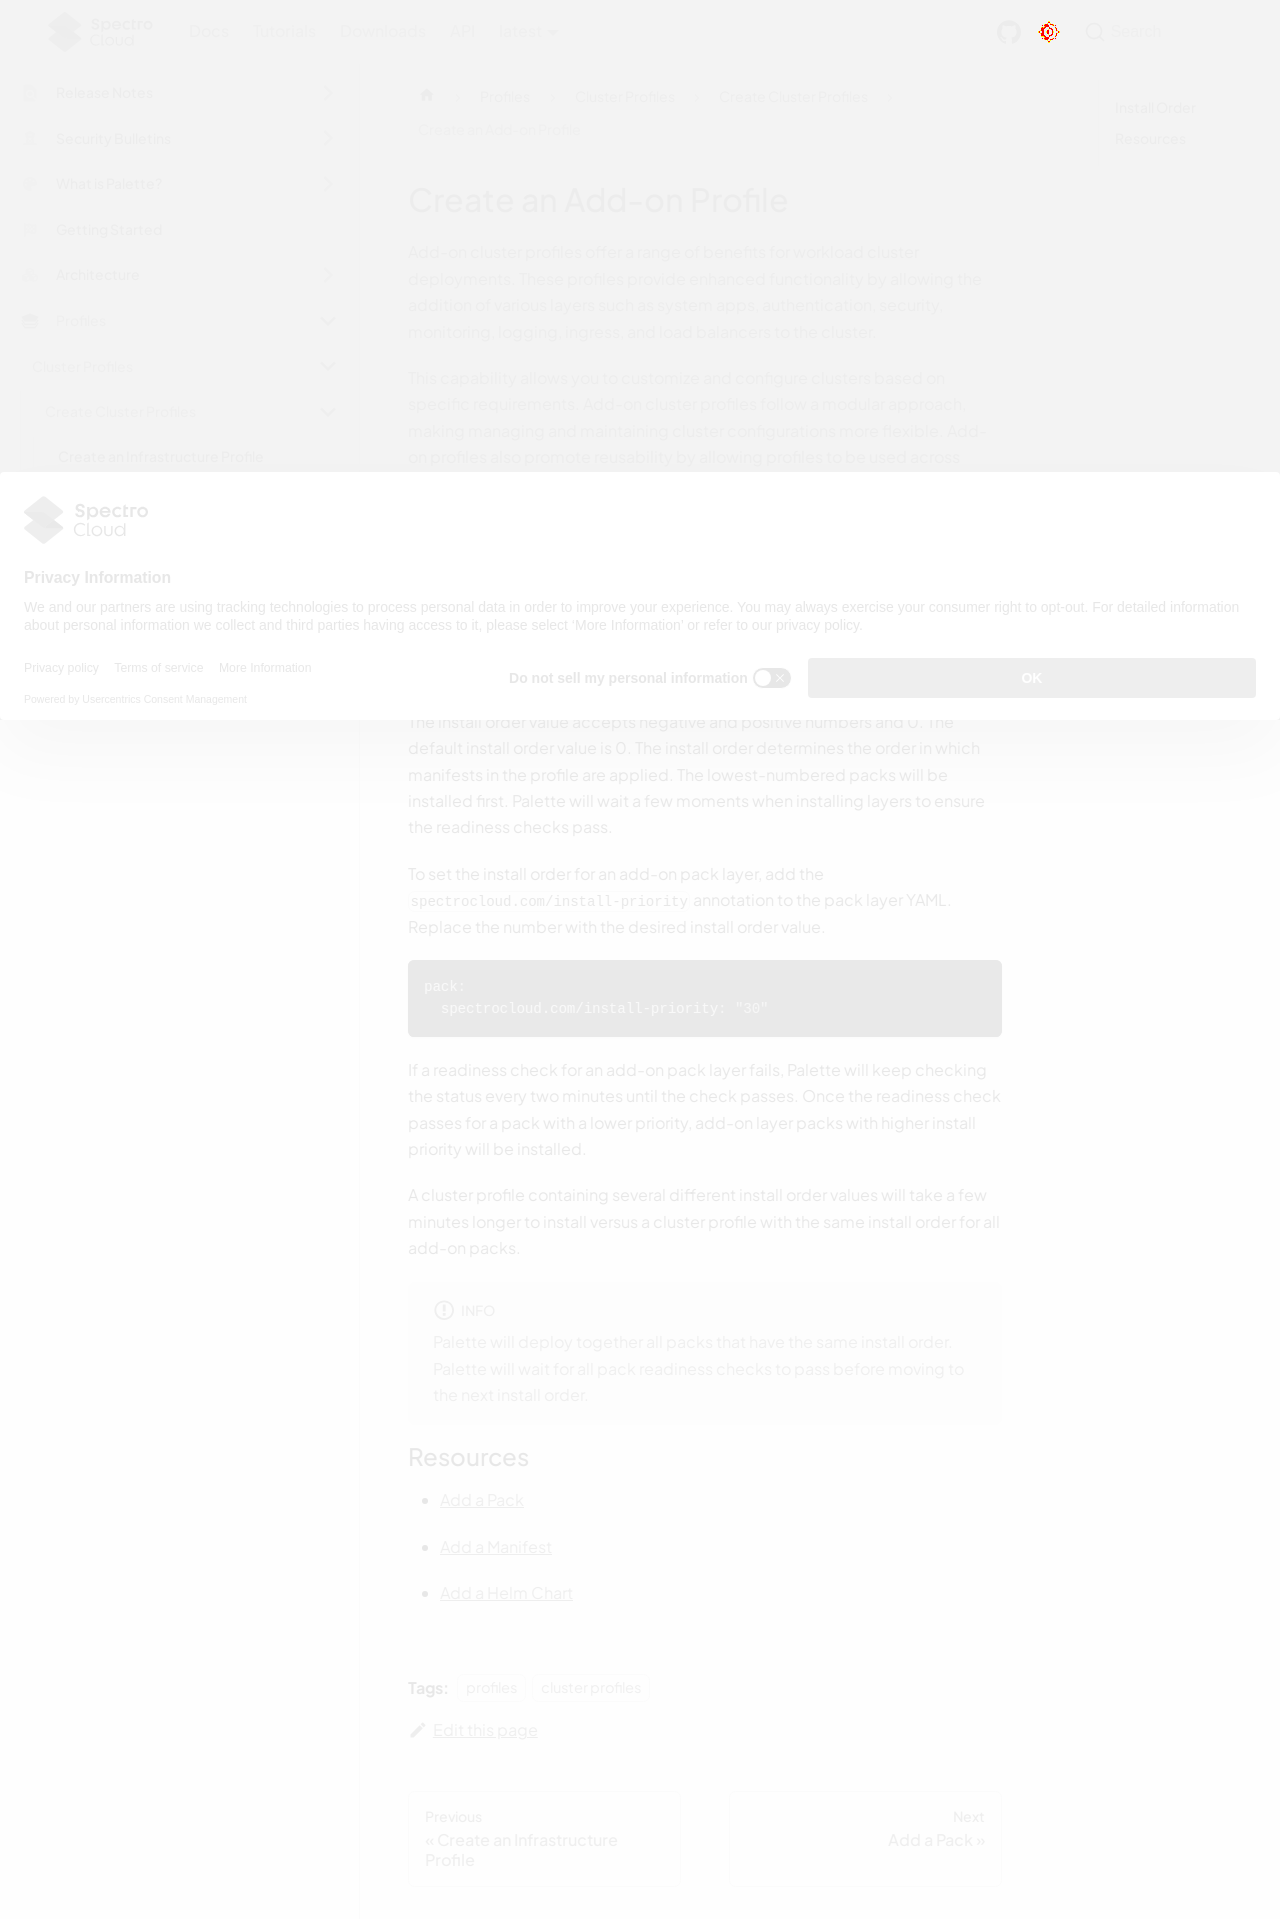 Spectro
Cloud
Docs
Tutorials
Downloads
API
latest
Search
Release Notes
Security Bulletins
What is Palette?
Getting Started
Architecture
Profiles
Cluster Profiles
Create Cluster Profiles
Create an Infrastructure Profile
Profiles
Cluster Profiles
Create Cluster Profiles
Create an Add-on Profile
Install Order
Resources
Create an Add-on Profile
Add-on cluster profiles offer a range of benefits for workload cluster
deployments. These profiles provide enhanced functionality by allowing the
addition of various layers such as system apps, authentication, security,
monitoring, logging, ingress, and load balancers to the cluster.
This capability allows you to customize and configure clusters based on
specific requirements. Add-on cluster profiles follow a modular approach,
making managing and maintaining cluster configurations more flexible. Add-
on profiles also promote reusability by allowing profiles to be used across
Spectro
Cloud
Privacy Information
We and our partners are using tracking technologies to process personal data in order to improve your experience. You may always exercise your consumer right to opt-out. For detailed information
about personal information we collect and third parties having access to it, please select 'More Information' or refer to our privacy policy.
Privacy policy
Terms of service
More Information
Powered by Usercentrics Consent Management
Do not sell my personal information
OK
The install order value accepts negative and positive numbers and 0. The
default install order value is 0. The install order determines the order in which
manifests in the profile are applied. The lowest-numbered packs will be
installed first. Palette will wait a few moments when installing layers to ensure
the readiness checks pass.
To set the install order for an add-on pack layer, add the
spectrocloud.com/install-priority annotation to the pack layer YAML.
Replace the number with the desired install order value.
pack:
spectrocloud.com/install-priority: "30"
If a readiness check for an add-on pack layer fails, Palette will keep checking
the status every two minutes until the check passes. Once the readiness check
passes for a pack with a lower priority, add-on layer packs with higher install
priority will be installed.
A cluster profile containing several different install order values will take a few
minutes longer to install versus a cluster profile with the same install order for all
add-on packs.
INFO
Palette will deploy together all packs that have the same install order.
Palette will wait for all pack readiness checks to pass before moving to
the next install order.
Resources
Add a Pack
Add a Manifest
Add a Helm Chart
Tags:
profiles
cluster profiles
Edit this page
Previous
« Create an Infrastructure
Profile
Next
Add a Pack »